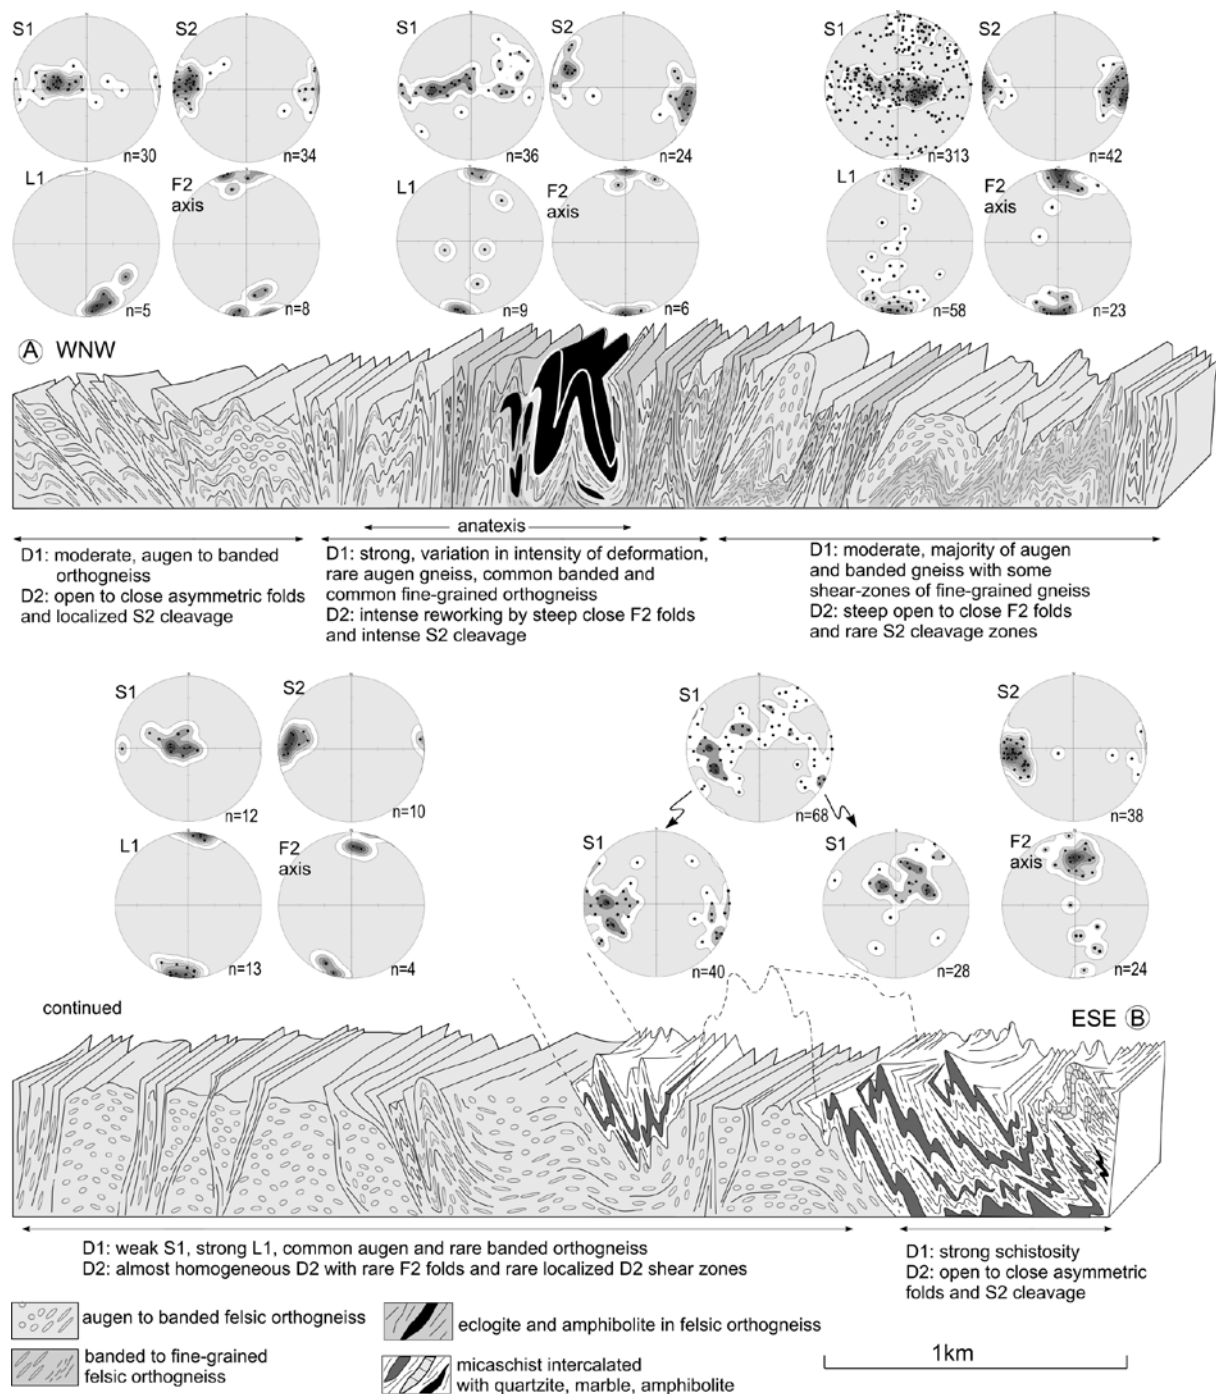 S1
S2
n=30
n=34
L1
F2
axis
n=5
n=8
S1
S2
n=36
n=24
L1
F2
axis
n=9
n=6
S1
S2
n=313
n=42
L1
F2
axis
n=58
n=23
A WNW
anatexis
D1: moderate, augen to banded
orthogneiss
D2: open to close asymmetric folds
and localized S2 cleavage
D1: strong, variation in intensity of deformation,
rare augen gneiss, common banded and
common fine-grained orthogneiss
D2: intense reworking by steep close F2 folds
and intense S2 cleavage
D1: moderate, majority of augen
and banded gneiss with some
shear-zones of fine-grained gneiss
D2: steep open to close F2 folds
and rare S2 cleavage zones
S1
S2
n=12
n=10
L1
F2
axis
n=13
n=4
S1
n=68
S1
n=40
S1
n=28
S2
n=38
F2
axis
n=24
continued
ESE B
D1: weak S1, strong L1, common augen and rare banded orthogneiss
D2: almost homogeneous D2 with rare F2 folds and rare localized D2 shear zones
D1: strong schistosity
D2: open to close asymmetric
folds and S2 cleavage
augen to banded felsic orthogneiss
banded to fine-grained
felsic orthogneiss
eclogite and amphibolite in felsic orthogneiss
micaschist intercalated
with quartzite, marble, amphibolite
1km